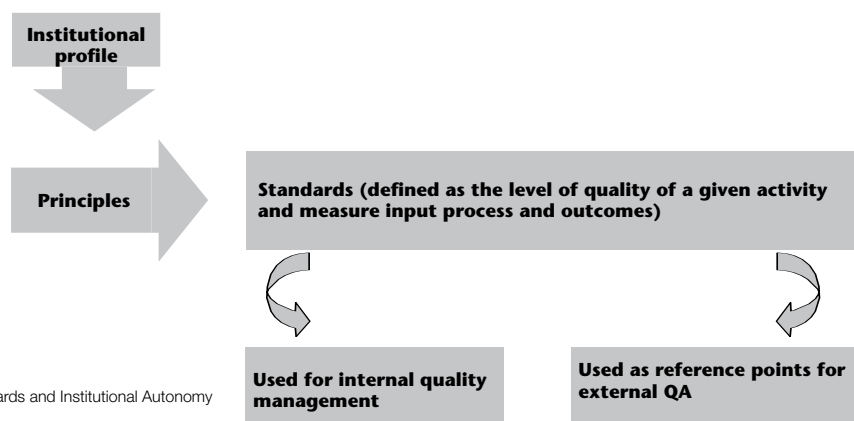 Institutional
profile
Principles
Standards (defined as the level of quality of a given activity
and measure input process and outcomes)
Used for internal quality
management
Used as reference points for
external QA
and Institutional Autonomy